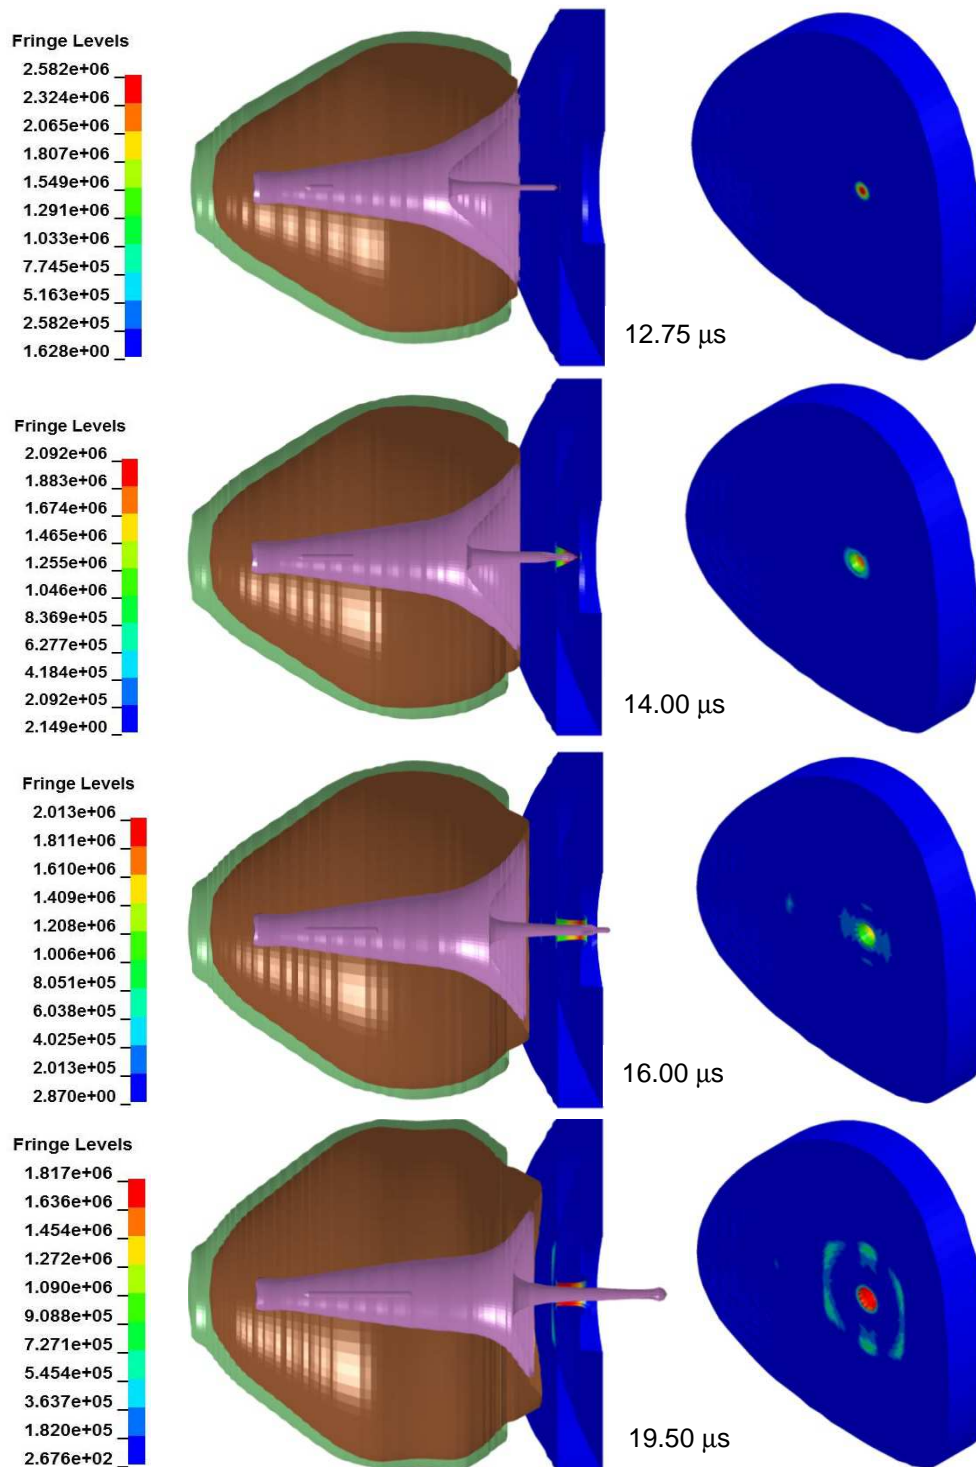 Fringe Levels
2.582e+06
2.324e+06
2.065e+06
1.807e+06
1.549e+06
1.291e+06
1.033e+06
7.745e+05
5.163e+05
2.582e+05
1.628e+00
12.75 μs
Fringe Levels
2.092e+06
1.883e+06
1.674e+06
1.465e+06
1.255e+06
1.046e+06
8.369e+05
6.277e+05
4.184e+05
2.092e+05
2.149e+00
14.00 μs
Fringe Levels
2.013e+06
1.811e+06
1.610e+06
1.409e+06
1.208e+06
1.006e+06
8.051e+05
6.038e+05
4.025e+05
2.013e+05
2.870e+00
16.00 μs
Fringe Levels
1.817e+06
1.636e+06
1.454e+06
1.272e+06
1.090e+06
9.088e+05
7.271e+05
5.454e+05
3.637e+05
1.820e+05
2.676e+02
19.50 μs